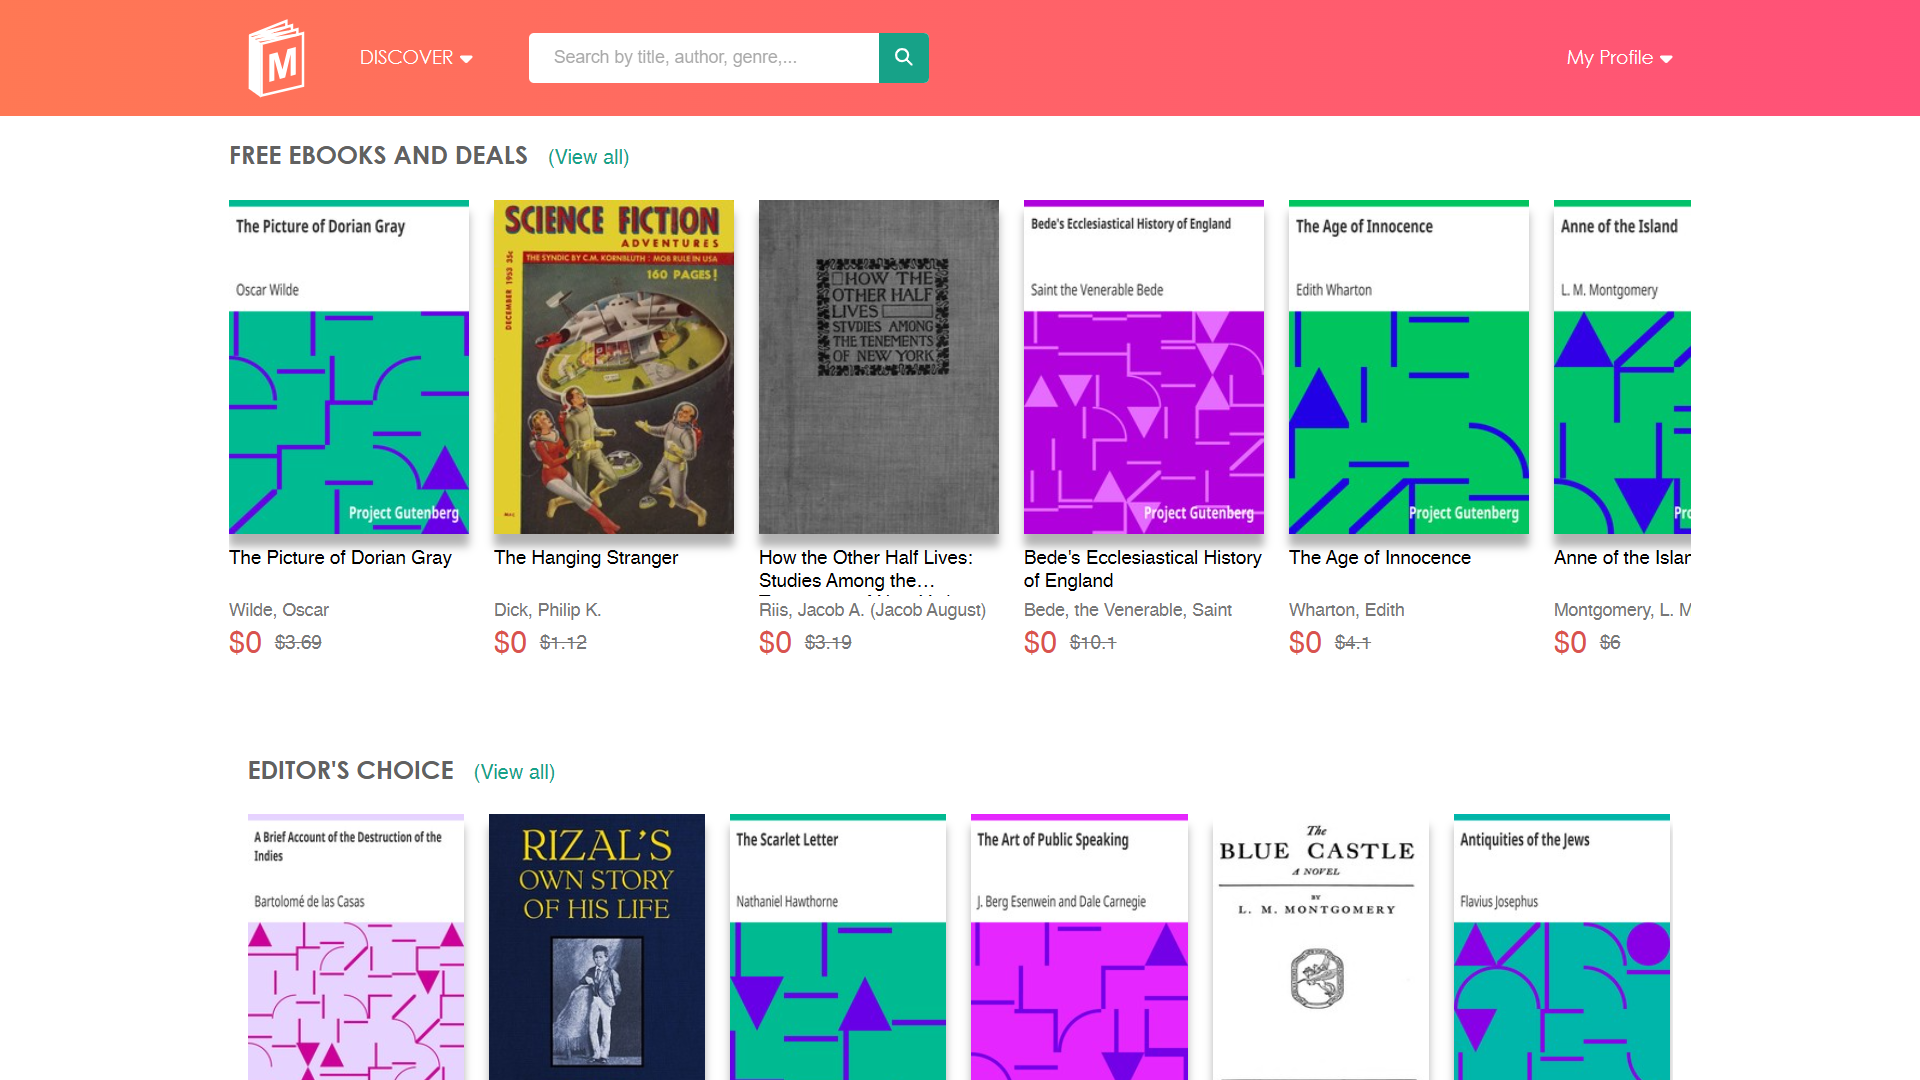 M
DISCOVER
Search by title, author, genre,...
My Profile
FREE EBOOKS AND DEALS (View all)
The Picture of Dorian Gray
Oscar Wilde
Project Gutenberg
The Picture of Dorian Gray
Wilde, Oscar
$0 $3.69
SCIENCE FICTION
ADVENTURES
THE SYNDIC BY C.M. KORNBLUTH : MOB RULE IN USA
160 PAGES!
DECEMBER 1953 35c
The Hanging Stranger
Dick, Philip K.
$0 $1.12
HOW THE
OTHER HALF
LIVES
STVDIES AMONG
THE TENEMENTS
OF NEW YORK
How the Other Half Lives:
Studies Among the...
Riis, Jacob A. (Jacob August)
$0 $3.19
Bede's Ecclesiastical History of England
Saint the Venerable Bede
Project Gutenberg
Bede's Ecclesiastical History
of England
Bede, the Venerable, Saint
$0 $10.1
The Age of Innocence
Edith Wharton
Project Gutenberg
The Age of Innocence
Wharton, Edith
$0 $4.1
Anne of the Island
L. M. Montgomery
Pro
Anne of the Islan
Montgomery, L. M
$0 $6
EDITOR'S CHOICE (View all)
A Brief Account of the Destruction of the
Indies
Bartolomé de las Casas
RIZAL'S
OWN STORY
OF HIS LIFE
The Scarlet Letter
Nathaniel Hawthorne
The Art of Public Speaking
J. Berg Esenwein and Dale Carnegie
The
BLUE CASTLE
A NOVEL
BY
L. M. MONTGOMERY
Antiquities of the Jews
Flavius Josephus